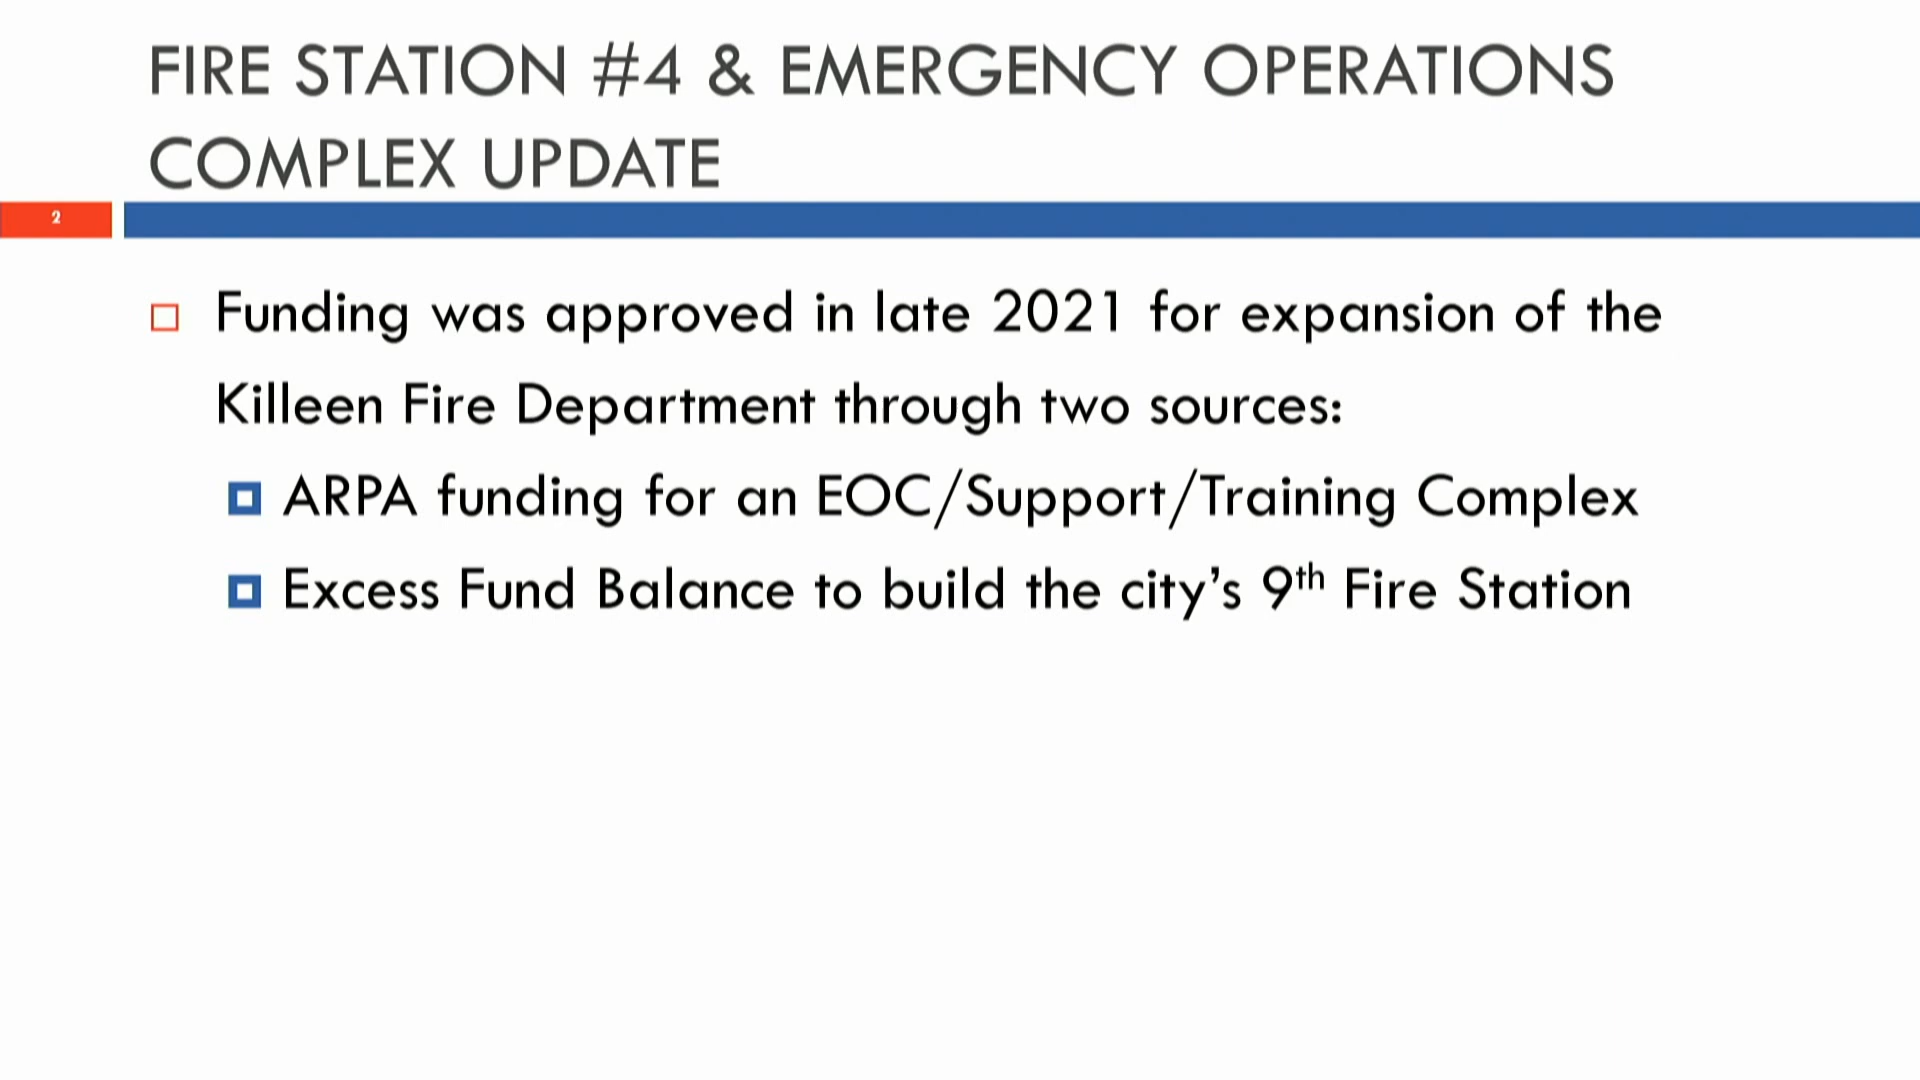 FIRE STATION #4 & EMERGENCY OPERATIONS
COMPLEX UPDATE
2
Funding was approved in late 2021 for expansion of the
Killeen Fire Department through two sources:
ARPA funding for an EOC/Support/Training Complex
Excess Fund Balance to build the city’s 9th Fire Station